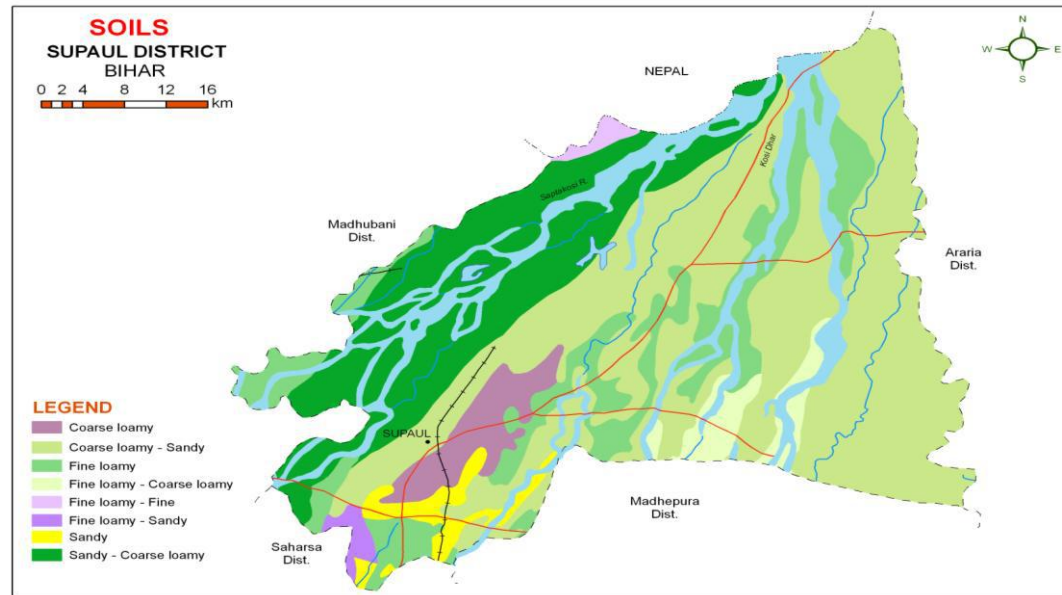 SOILS
SUPAUL DISTRICT
BIHAR
0 2 4 8 12 16
km
N
W E
S
NEPAL
Kosi Dhar
Saptakosi R.
Madhubani
Dist.
Araria
Dist.
SUPAUL
Madhepura
Dist.
Saharsa
Dist.
LEGEND
Coarse loamy
Coarse loamy - Sandy
Fine loamy
Fine loamy - Coarse loamy
Fine loamy - Fine
Fine loamy - Sandy
Sandy
Sandy - Coarse loamy